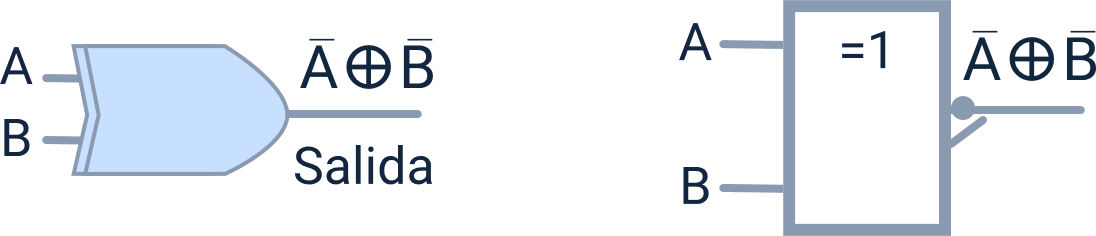 A
B
A̅ ⊕ B̅
Salida
A
B
=1
A̅ ⊕ B̅